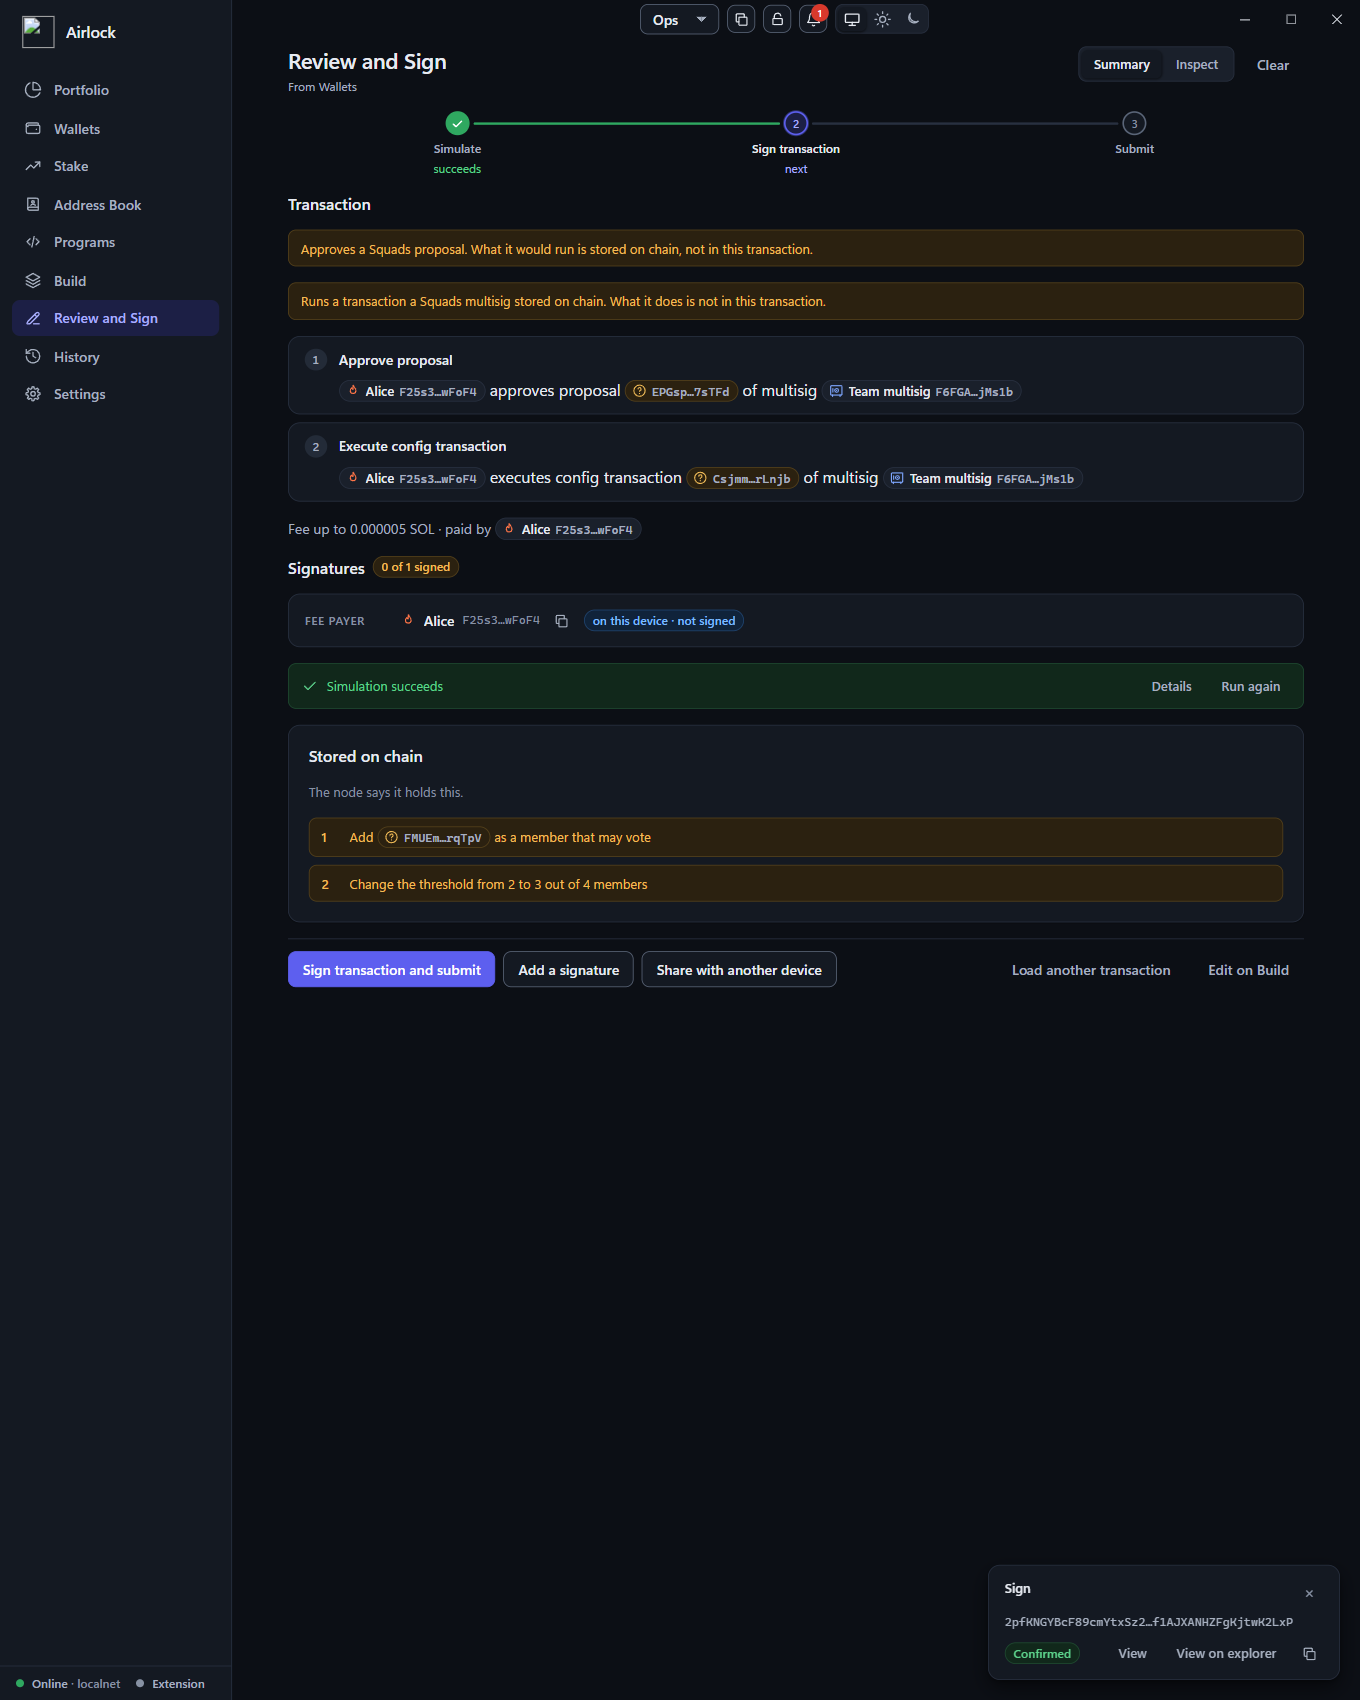 Airlock
Ops
1
Portfolio
Wallets
Stake
Address Book
Programs
Build
Review and Sign
History
Settings
Review and Sign
From Wallets
Summary
Inspect
Clear
Simulate
succeeds
2
Sign transaction
next
3
Submit
Transaction
Approves a Squads proposal. What it would run is stored on chain, not in this transaction.
Runs a transaction a Squads multisig stored on chain. What it does is not in this transaction.
1 Approve proposal
Alice F25s3…wFoF4 approves proposal EPGsp…7sTFd of multisig Team multisig F6FGA…jMs1b
2 Execute config transaction
Alice F25s3…wFoF4 executes config transaction Csjmm…rLnjb of multisig Team multisig F6FGA…jMs1b
Fee up to 0.000005 SOL · paid by Alice F25s3…wFoF4
Signatures 0 of 1 signed
FEE PAYER Alice F25s3…wFoF4 on this device · not signed
Simulation succeeds Details Run again
Stored on chain
The node says it holds this.
1 Add FMUEm…rqTpV as a member that may vote
2 Change the threshold from 2 to 3 out of 4 members
Sign transaction and submit
Add a signature
Share with another device
Load another transaction
Edit on Build
Sign
2pfKNGYBcF89cmYtxSz2…f1AJXANHZFgKjtwK2LxP
Confirmed View View on explorer
Online · localnet Extension